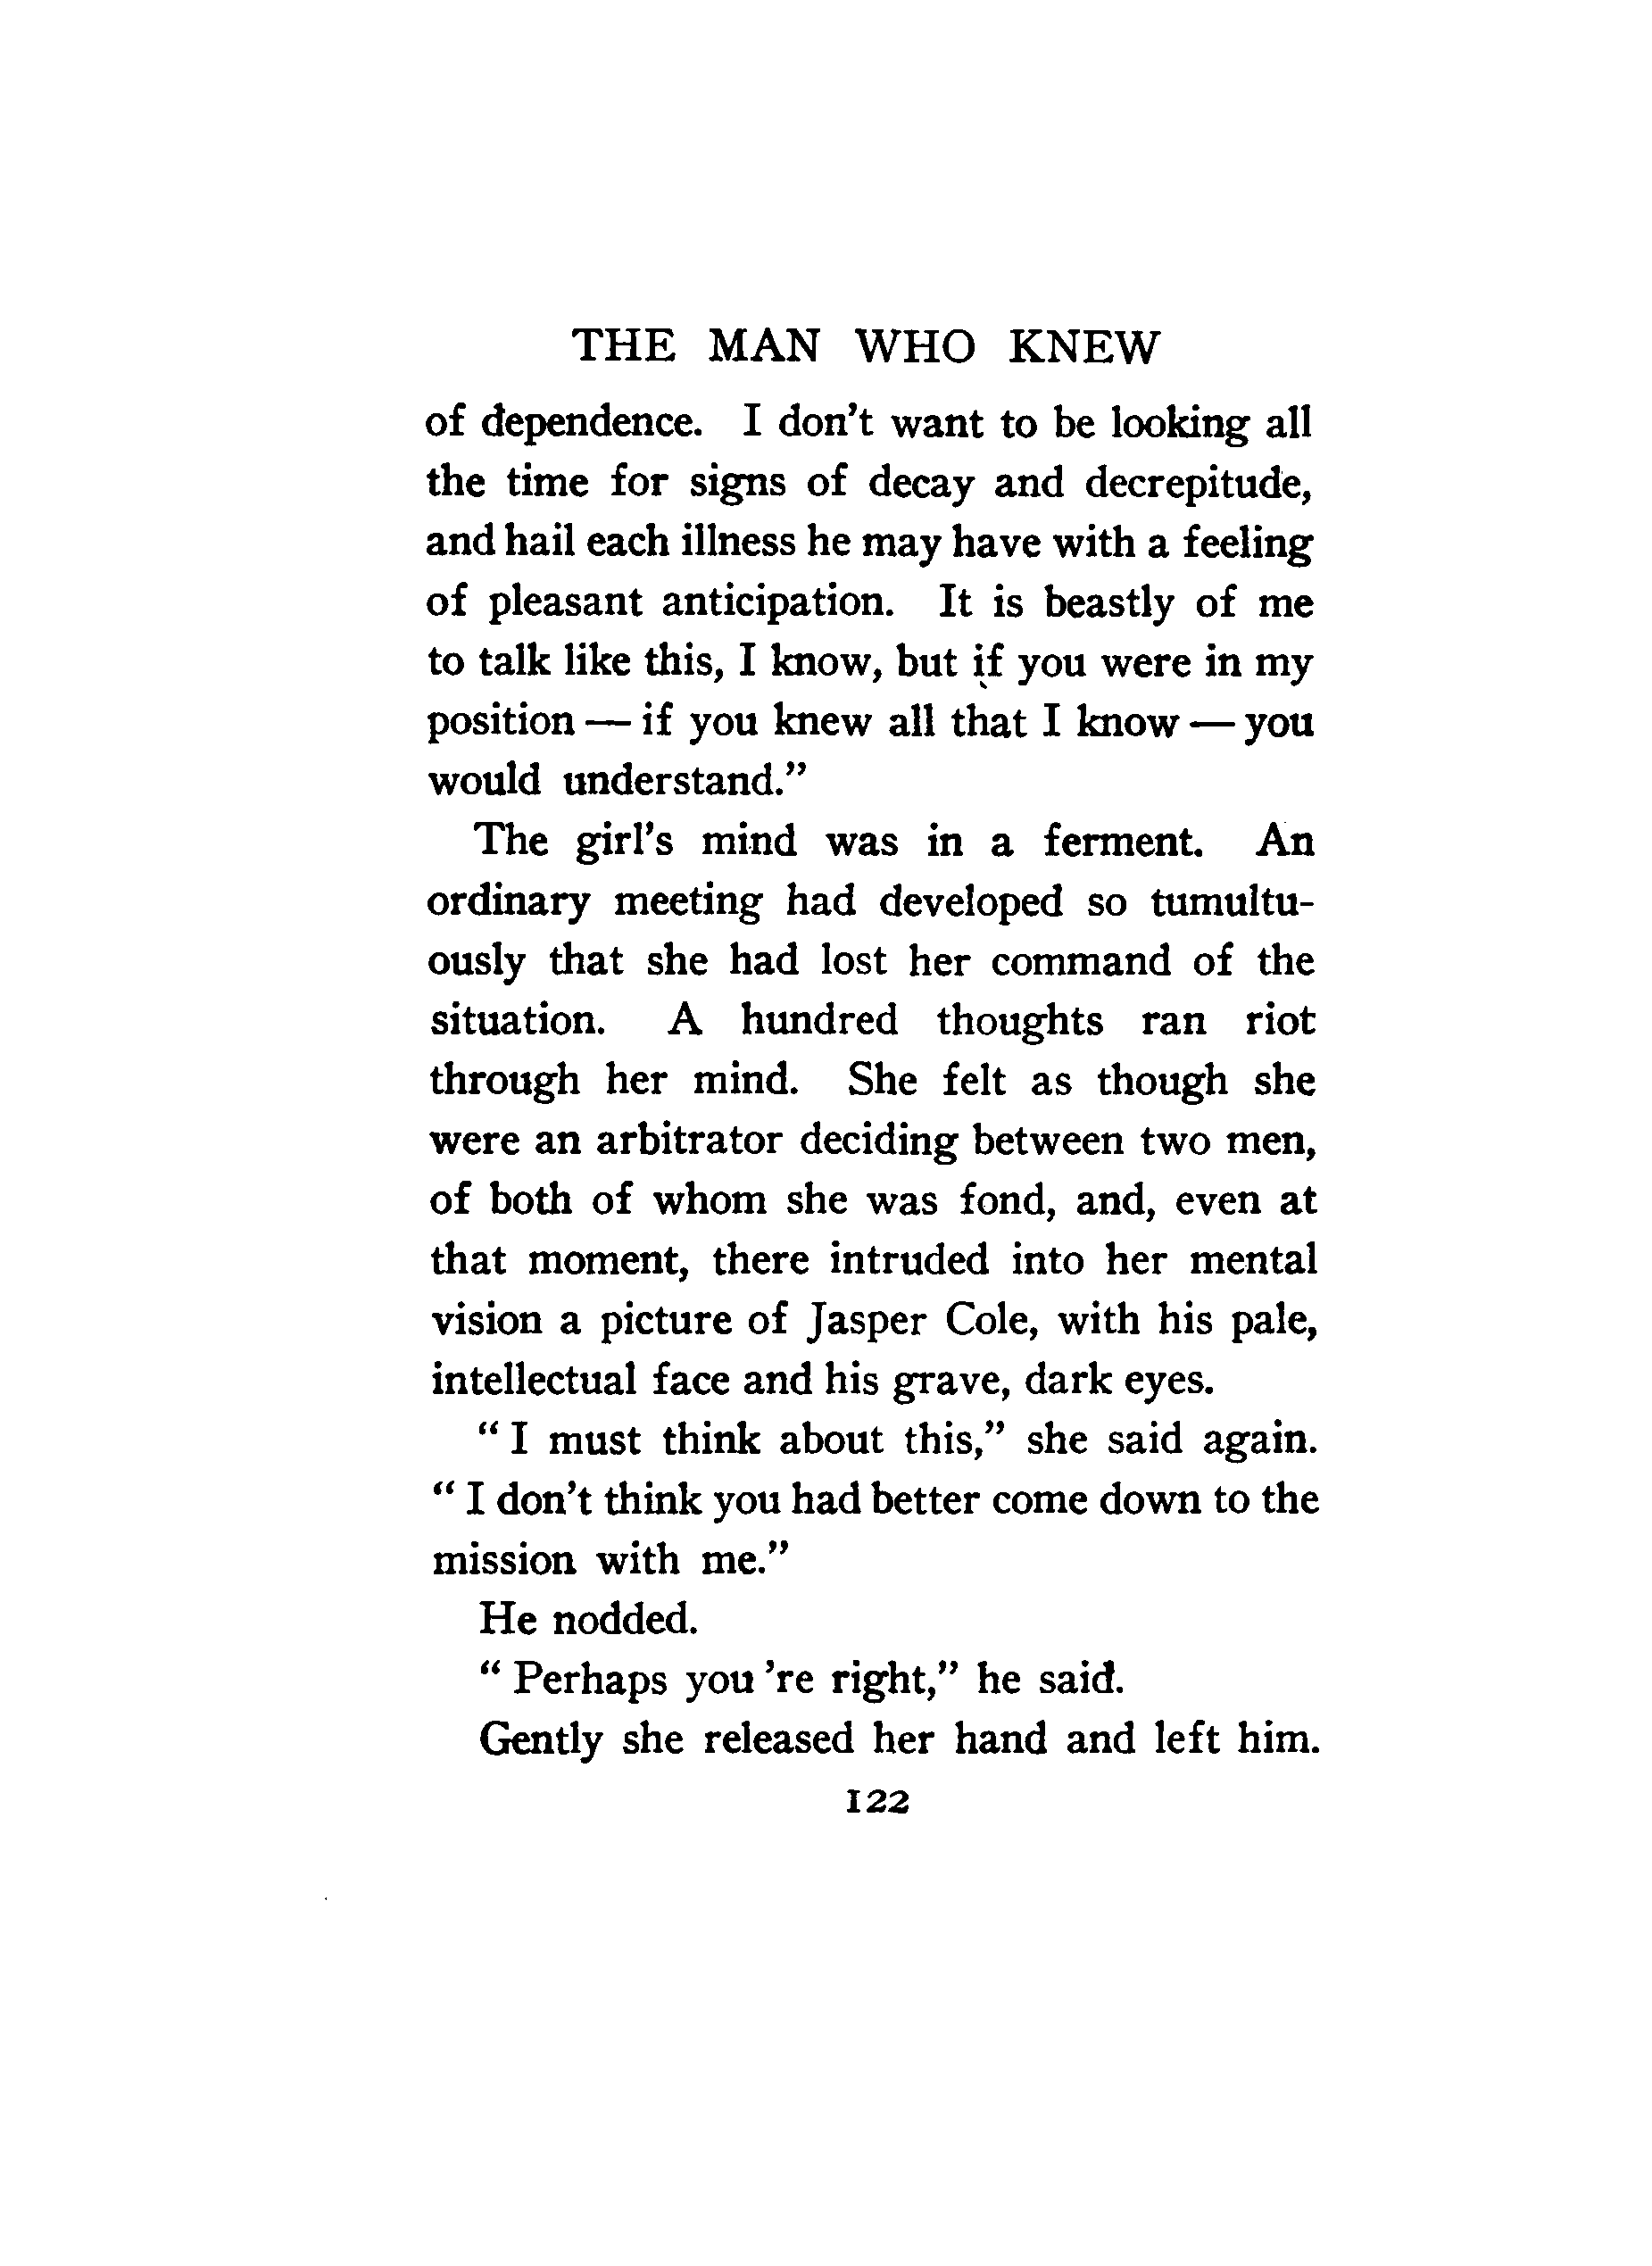 THE MAN WHO KNEW
of dependence. I don't want to be looking all
the time for signs of decay and decrepitude,
and hail each illness he may have with a feeling
of pleasant anticipation. It is beastly of me
to talk like this, I know, but if you were in my
position — if you knew all that I know — you
would understand."
The girl's mind was in a ferment. An
ordinary meeting had developed so tumultu-
ously that she had lost her command of the
situation. A hundred thoughts ran riot
through her mind. She felt as though she
were an arbitrator deciding between two men,
of both of whom she was fond, and, even at
that moment, there intruded into her mental
vision a picture of Jasper Cole, with his pale,
intellectual face and his grave, dark eyes.
" I must think about this," she said again.
" I don't think you had better come down to the
mission with me."
He nodded.
" Perhaps you 're right," he said.
Gently she released her hand and left him.
122